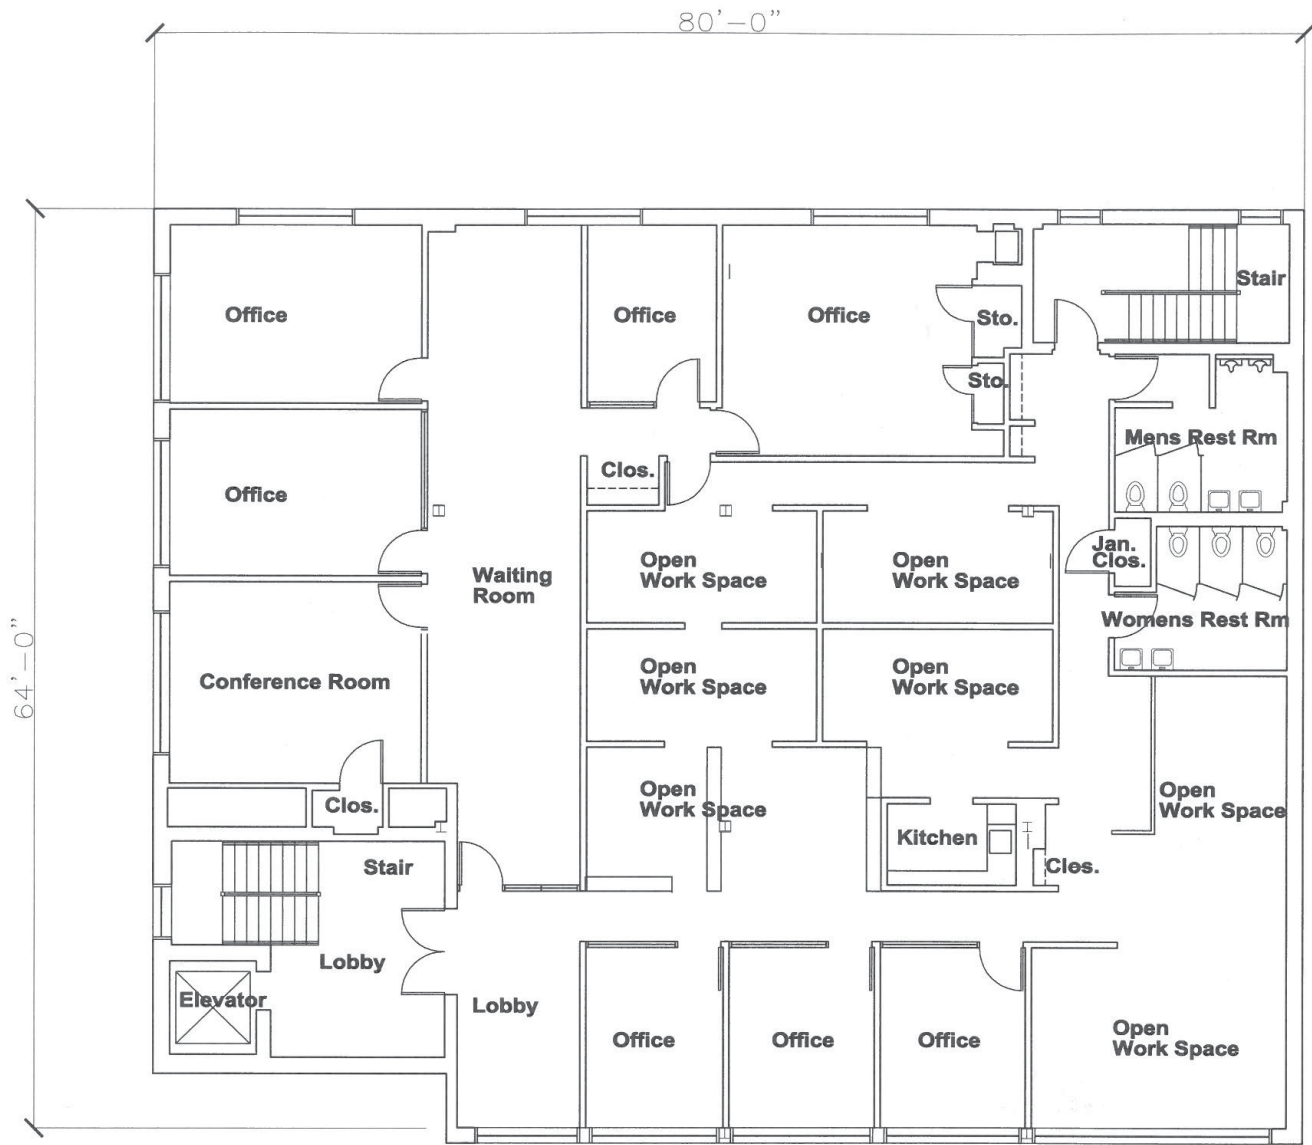 80'-0"
64'-0"
Office
Office
Office
Sto.
Stair
Sto.
Mens Rest Rm
Office
Clos.
Jan.
Clos.
Open
Work Space
Open
Work Space
Waiting
Room
Womens Rest Rm
Conference Room
Open
Work Space
Open
Work Space
Open
Work Space
Open
Work Space
Clos.
Kitchen
Stair
Clos.
Lobby
Elevator
Lobby
Office
Office
Office
Open
Work Space